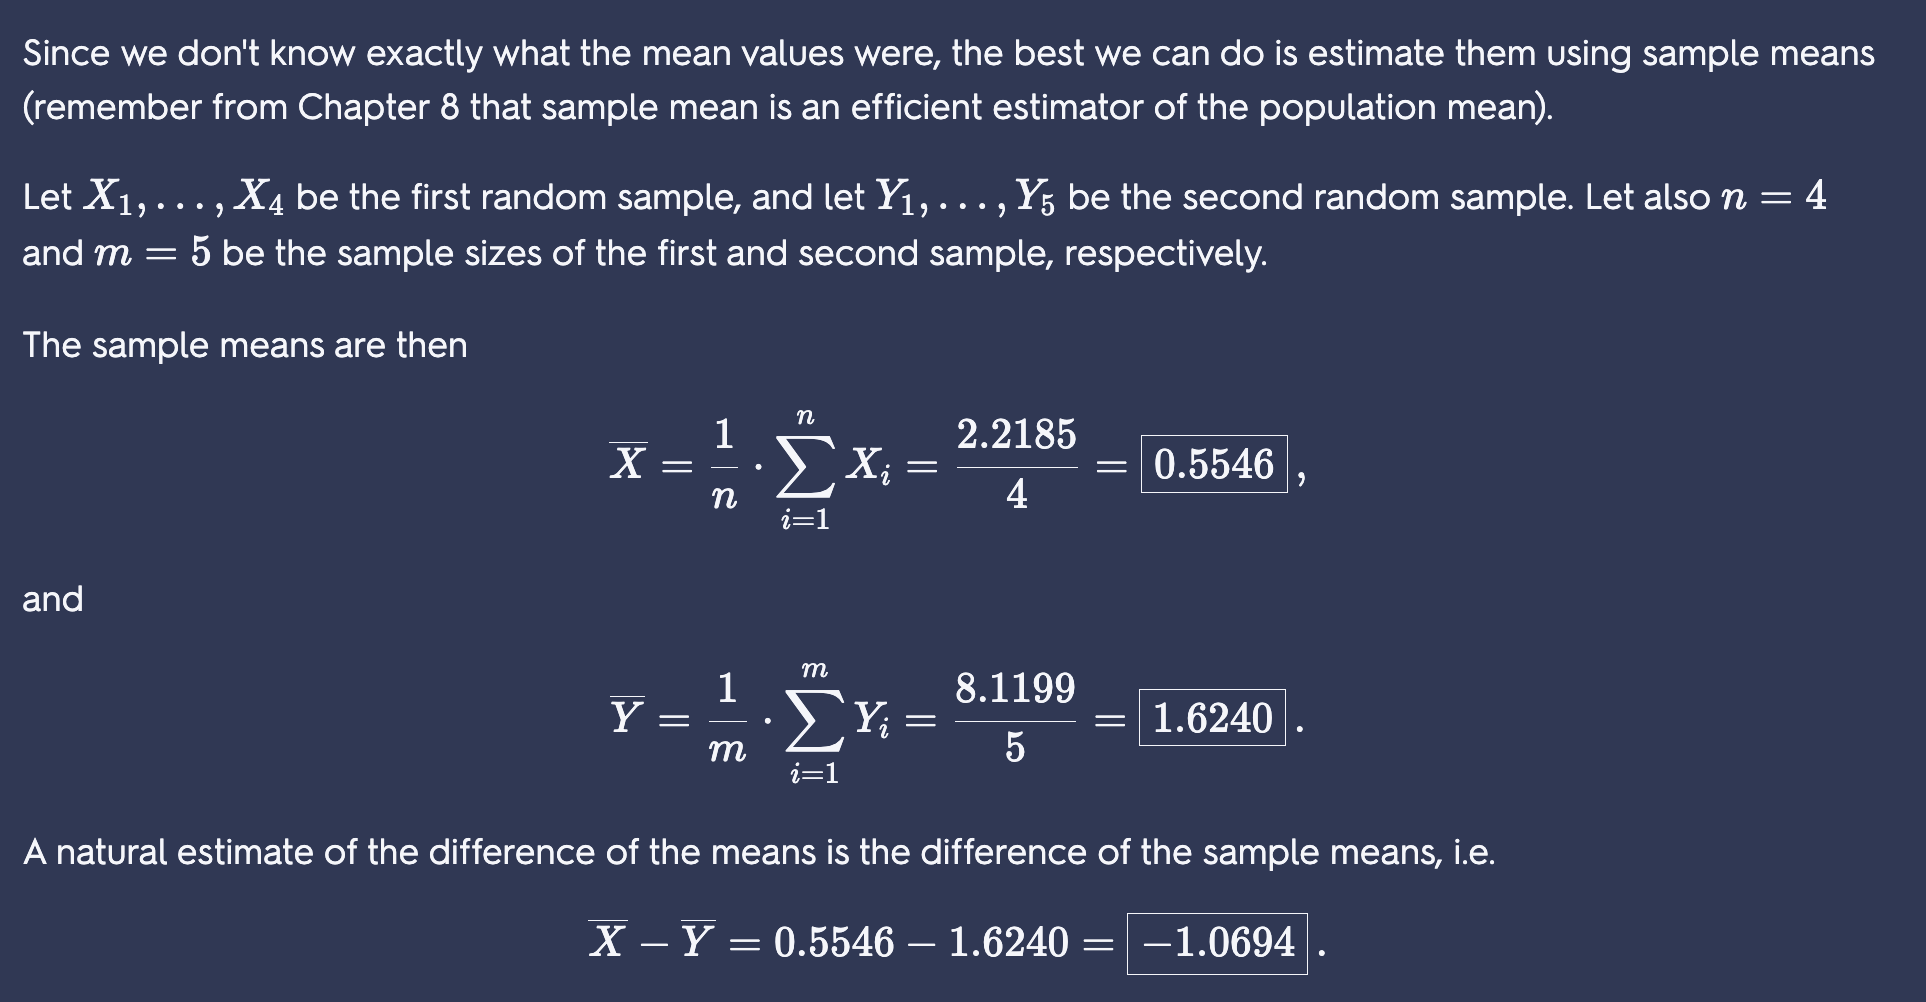 Since we don't know exactly what the mean values were, the best we can do is estimate them using sample means
(remember from Chapter 8 that sample mean is an efficient estimator of the population mean).
Let X₁, . . . , X₄ be the first random sample, and let Y₁, . . . , Y₅ be the second random sample. Let also n = 4
and m = 5 be the sample sizes of the first and second sample, respectively.
The sample means are then
X̅ = 1/n · ∑ᵢ₌₁ⁿ Xᵢ = 2.2185/4 = 0.5546 ,
and
Y̅ = 1/m · ∑ᵢ₌₁ᵐ Yᵢ = 8.1199/5 = 1.6240 .
A natural estimate of the difference of the means is the difference of the sample means, i.e.
X̅ − Y̅ = 0.5546 − 1.6240 = −1.0694 .